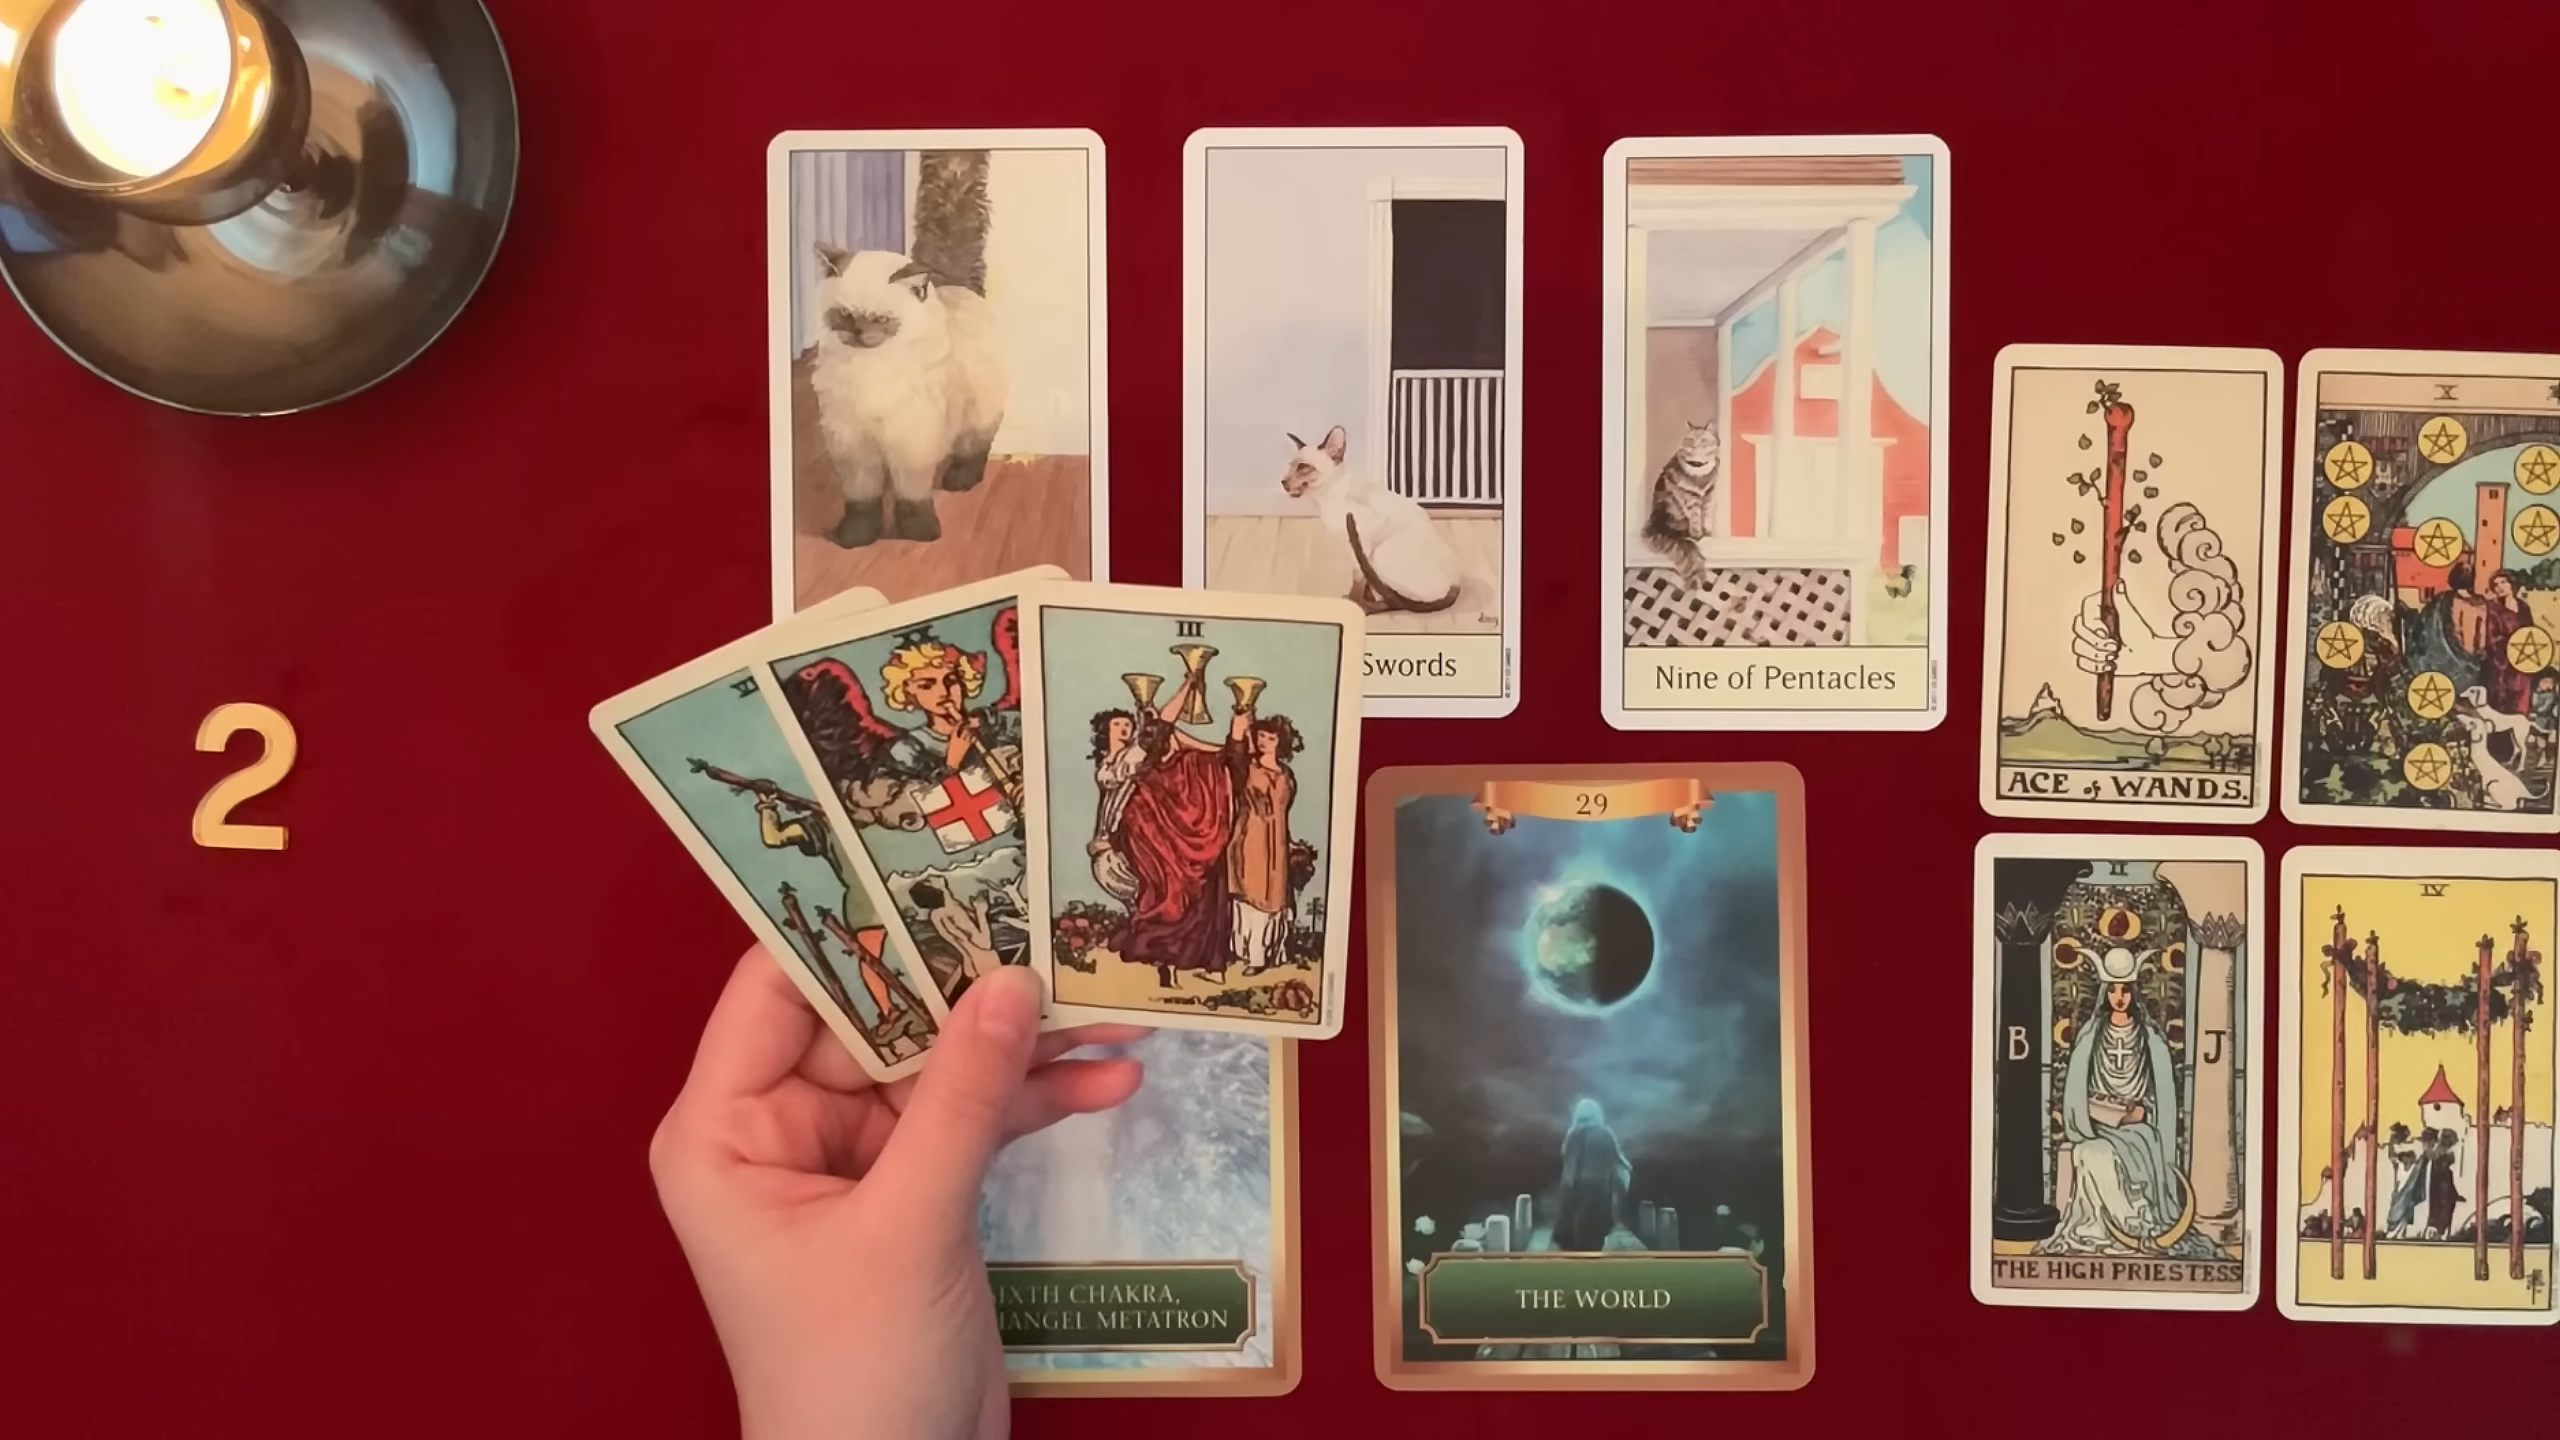 Swords
Nine of Pentacles
X
ACE of WANDS.
III
2
29
II
IV
B
J
IXTH CHAKRA,
ANGEL METATRON
THE WORLD
THE HIGH PRIESTESS